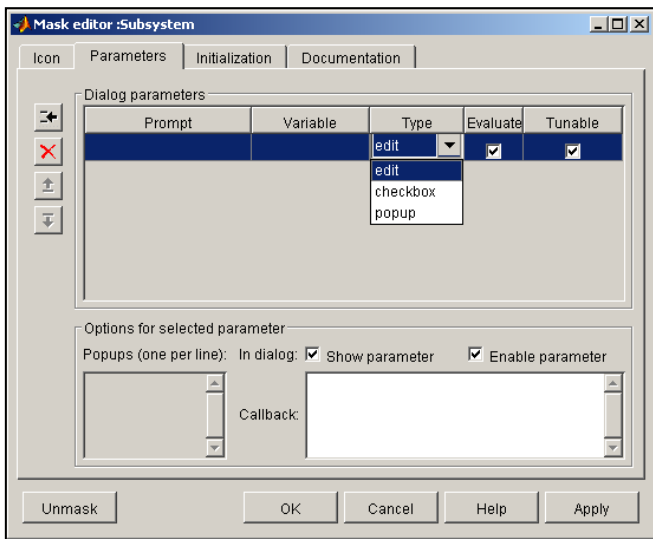 Mask editor :Subsystem
Icon Parameters Initialization Documentation
Dialog parameters
Prompt Variable Type Evaluate Tunable
edit
edit
checkbox
popup
Options for selected parameter
Popups (one per line): In dialog: Show parameter Enable parameter
Callback:
Unmask OK Cancel Help Apply